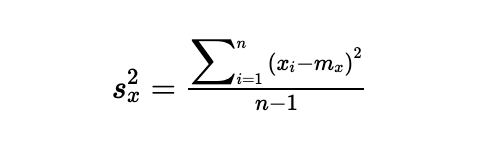 s_x^2 = \frac{\sum_{i=1}^{n} (x_i - m_x)^2}{n-1}